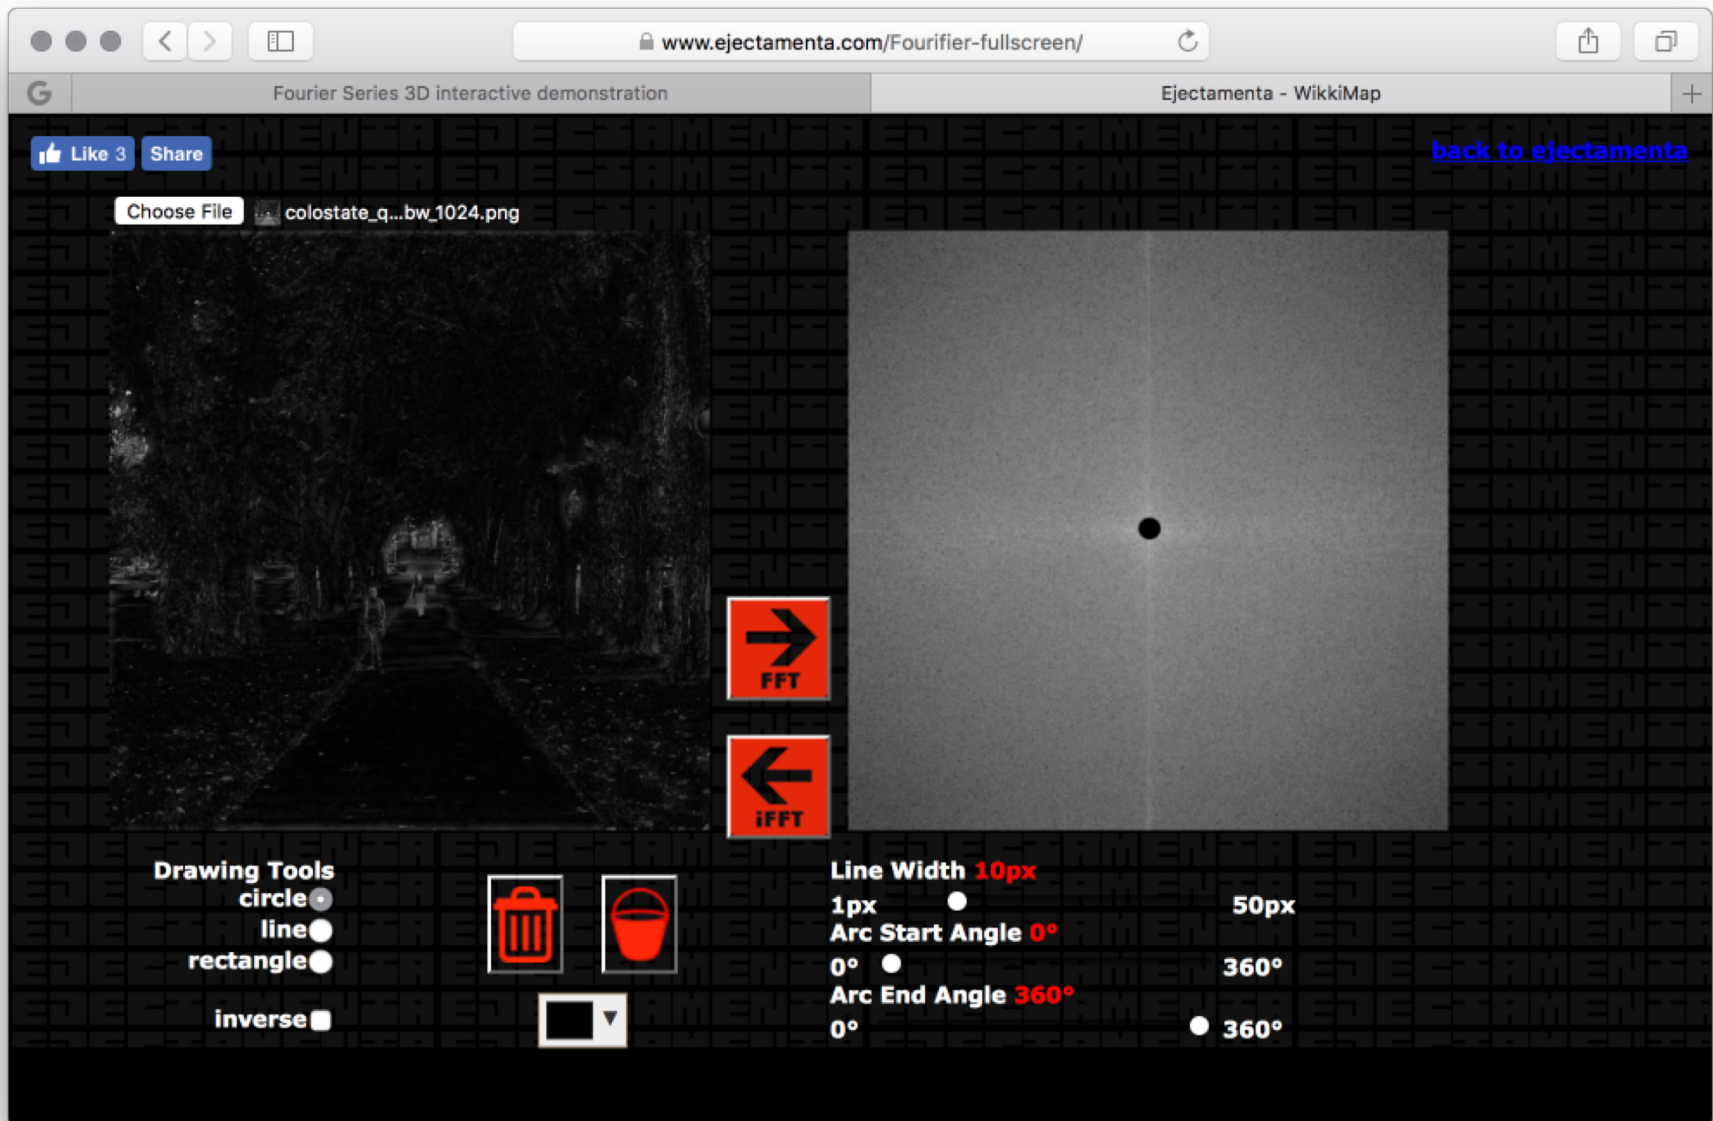 www.ejectamenta.com/Fourifier-fullscreen/
G Fourier Series 3D interactive demonstration Ejectamenta - WikkiMap +
Like 3 Share back to ejectamenta
Choose File colostate_q...bw_1024.png
FFT
iFFT
Drawing Tools
circle
line
rectangle
inverse
Line Width 10px
1px 50px
Arc Start Angle 0°
0° 360°
Arc End Angle 360°
0° 360°